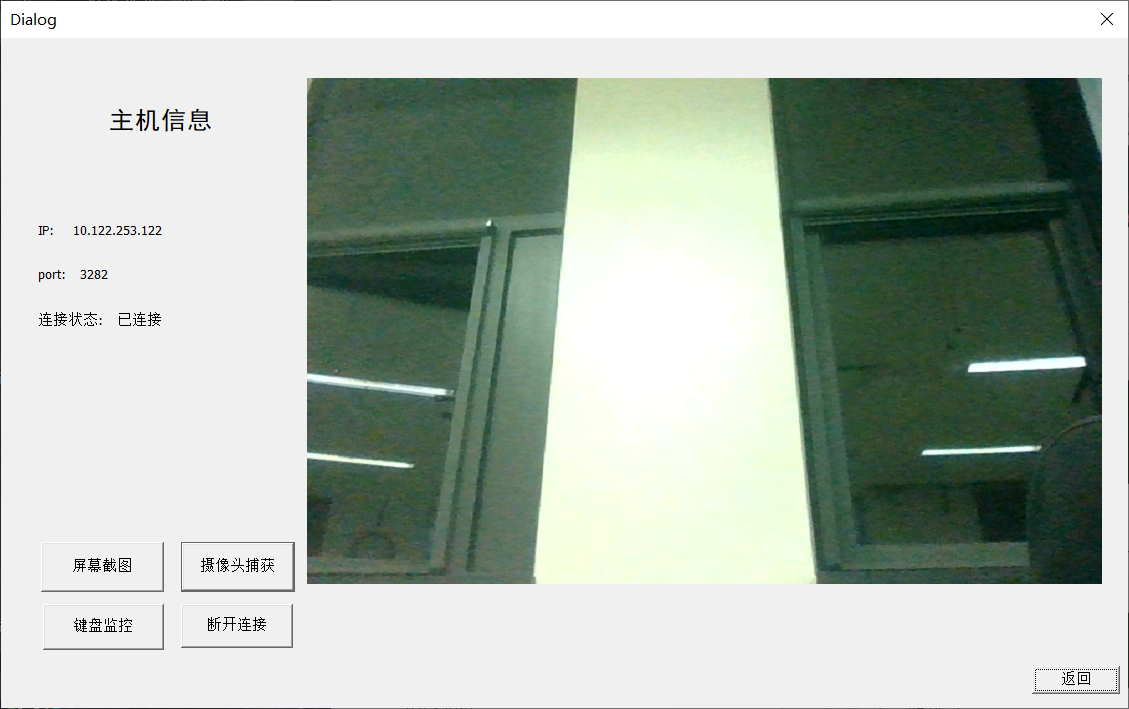 Dialog
主机信息
IP: 10.122.253.122
port: 3282
连接状态: 已连接
屏幕截图 摄像头捕获
键盘监控 断开连接
返回